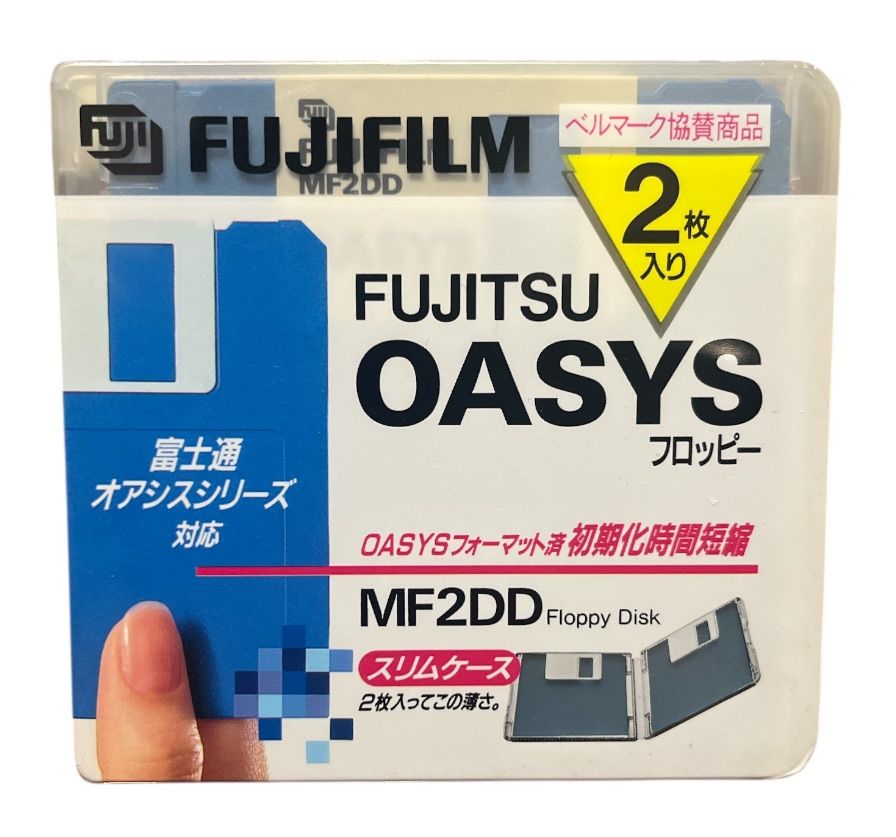 Fuji FUJIFILM
MF2DD
ベルマーク協賛商品
2枚
入り
FUJITSU
OASYS
フロッピー
富士通
オアシスシリーズ
対応
OASYSフォーマット済 初期化時間短縮
MF2DD Floppy Disk
スリムケース
2枚入ってこの薄さ。